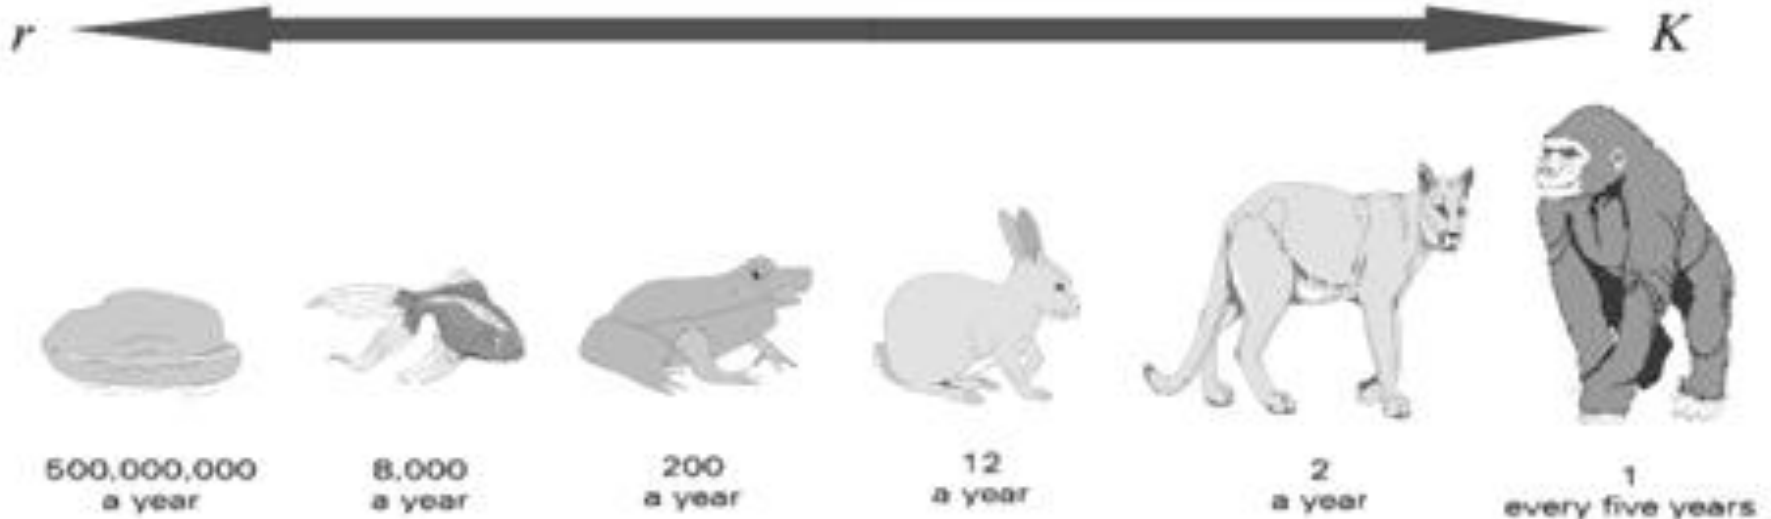 r K
500,000,000
a year
8,000
a year
200
a year
12
a year
2
a year
1
every five years